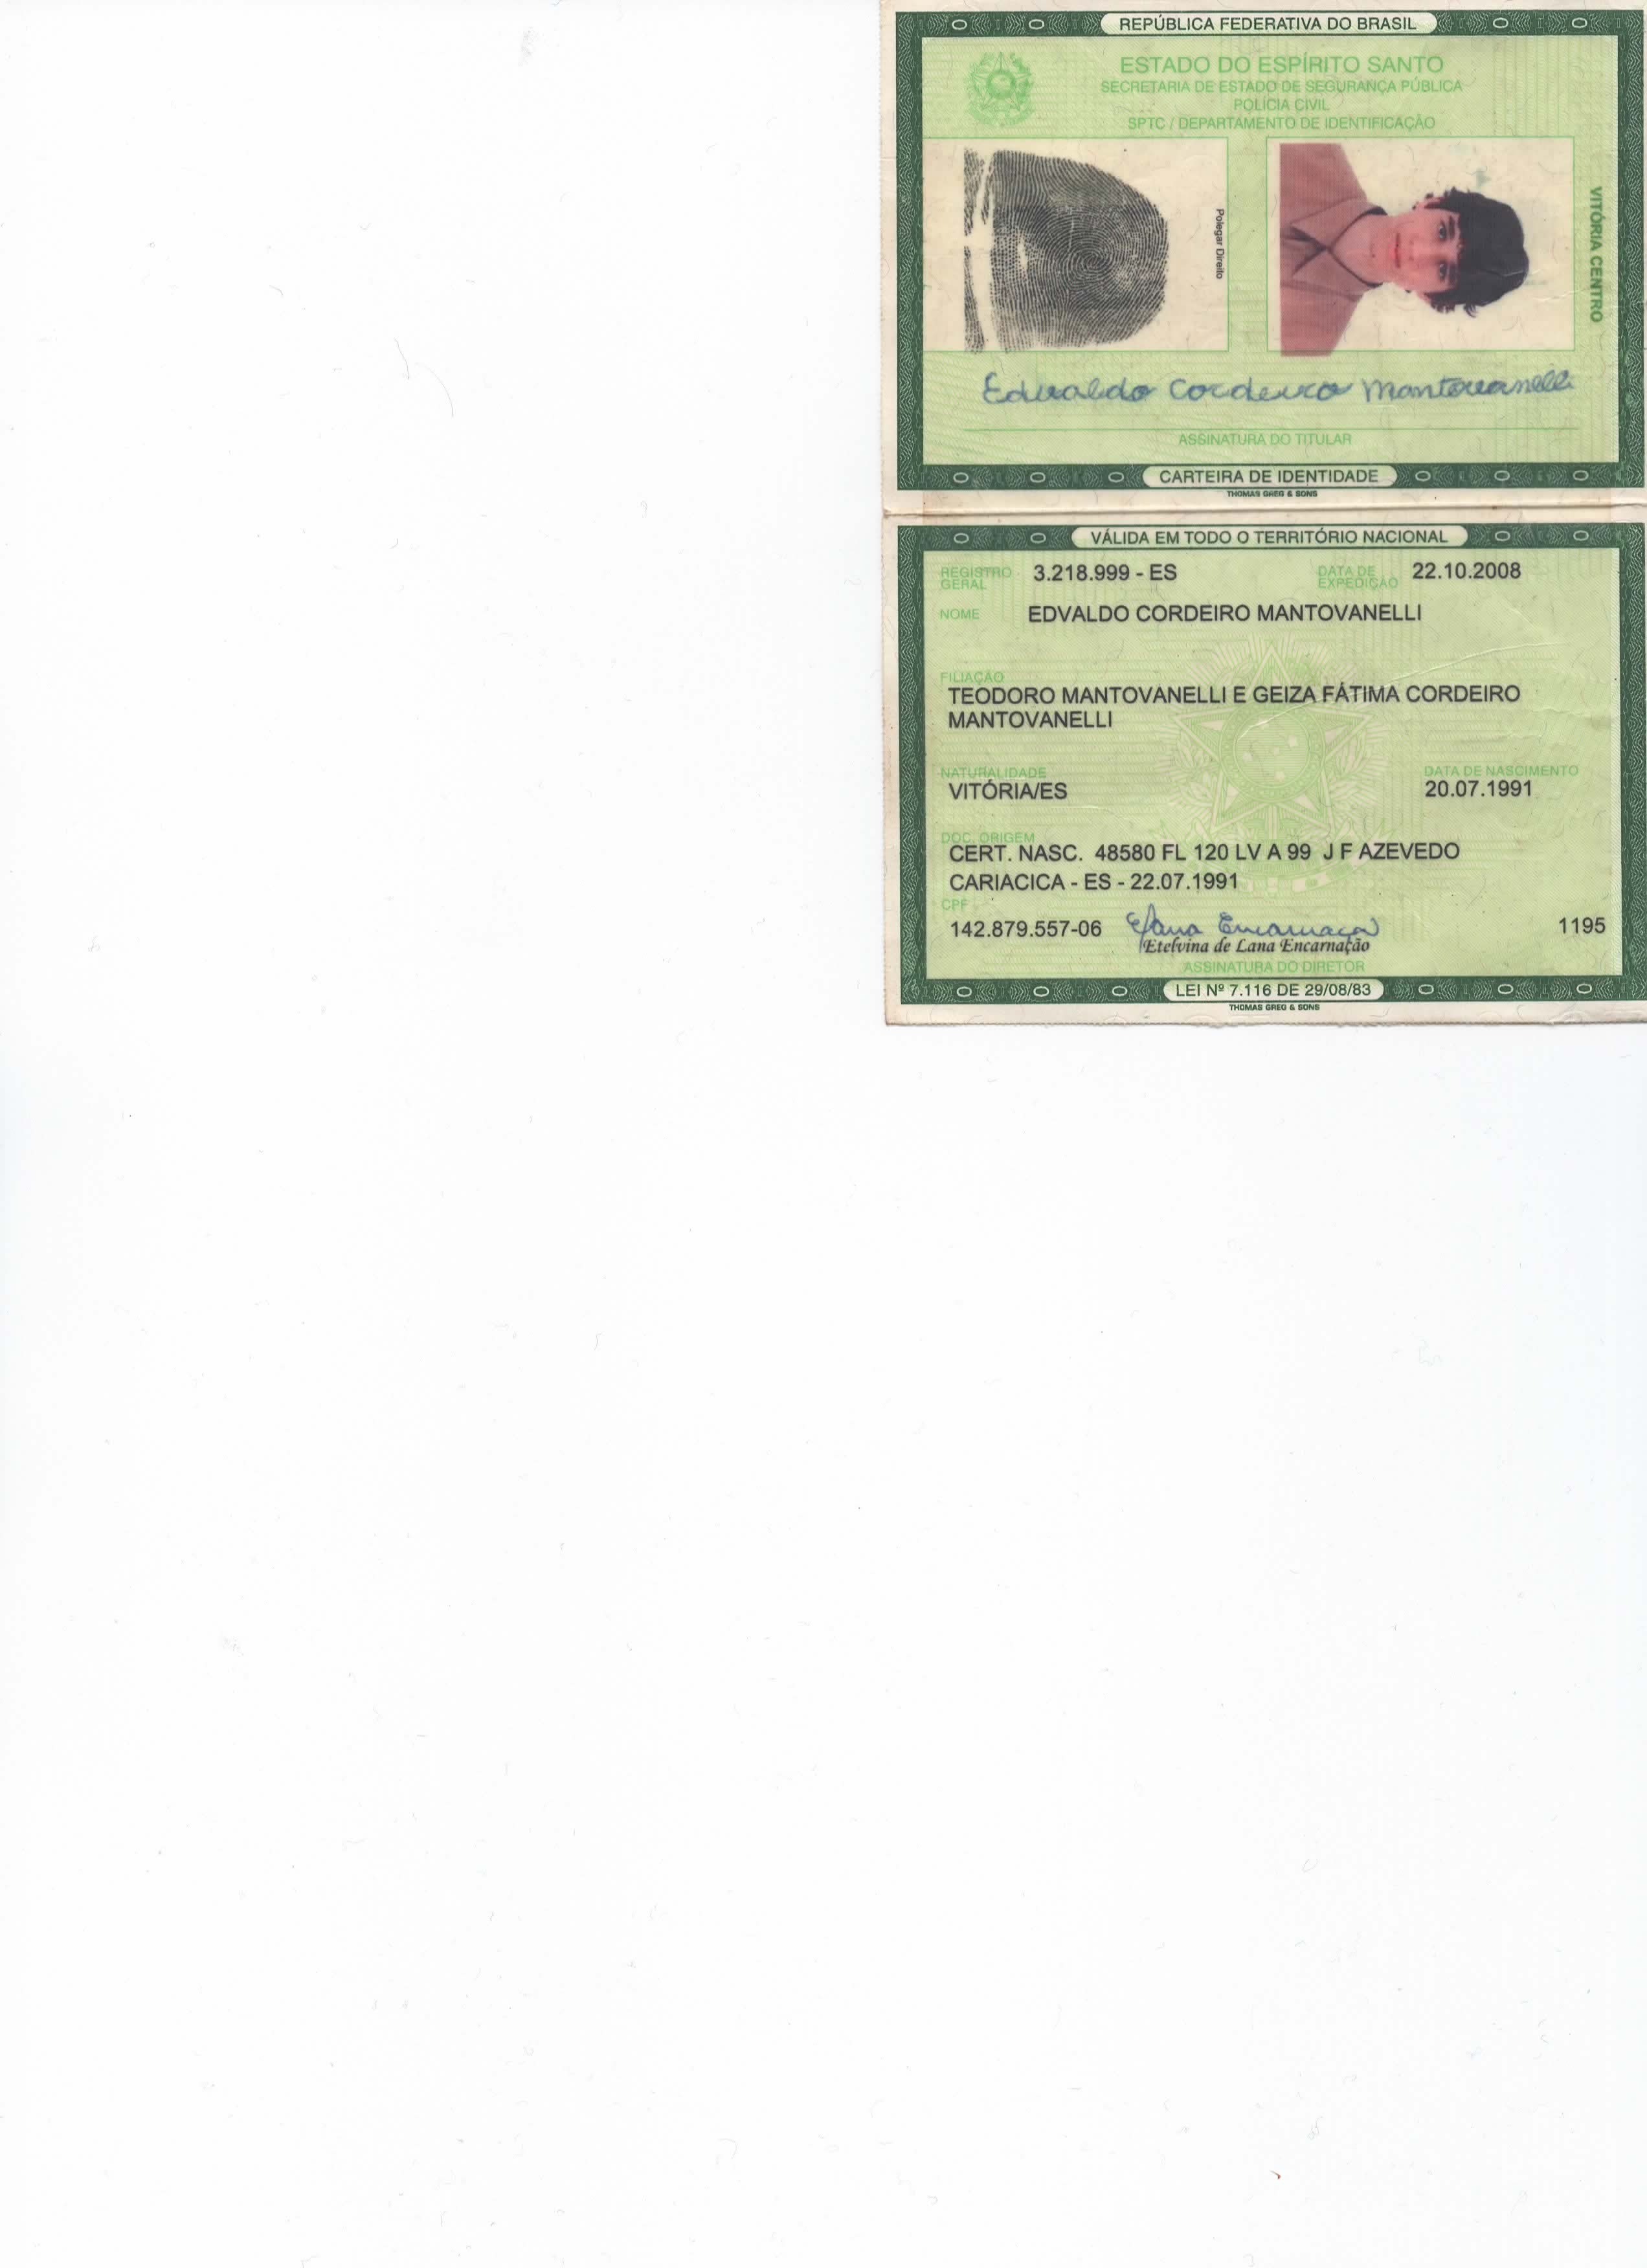 REPÚBLICA FEDERATIVA DO BRASIL
ESTADO DO ESPÍRITO SANTO
SECRETARIA DE ESTADO DE SEGURANÇA PÚBLICA
POLÍCIA CIVIL
SPTC / DEPARTAMENTO DE IDENTIFICAÇÃO
Polegar Direito
VITÓRIA CENTRO
Edvaldo Cordeiro Mantovanelli
ASSINATURA DO TITULAR
CARTEIRA DE IDENTIDADE
THOMAS GREG & SONS
VÁLIDA EM TODO O TERRITÓRIO NACIONAL
REGISTRO GERAL 3.218.999 - ES DATA DE EXPEDIÇÃO 22.10.2008
NOME EDVALDO CORDEIRO MANTOVANELLI
FILIAÇÃO
TEODORO MANTOVANELLI E GEIZA FÁTIMA CORDEIRO
MANTOVANELLI
NATURALIDADE DATA DE NASCIMENTO
VITÓRIA/ES 20.07.1991
DOC. ORIGEM
CERT. NASC. 48580 FL 120 LV A 99 J F AZEVEDO
CARIACICA - ES - 22.07.1991
CPF
142.879.557-06 1195
Etelvina de Lana Encarnação
ASSINATURA DO DIRETOR
LEI Nº 7.116 DE 29/08/83
THOMAS GREG & SONS